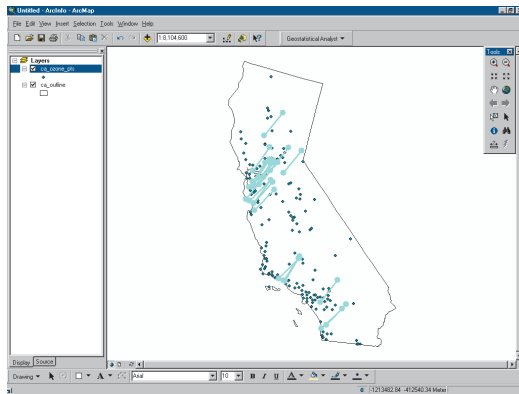 Untitled - ArcInfo - ArcMap
File Edit View Insert Selection Tools Window Help
1:8,104,600
Geostatistical Analyst
Tools
Layers
ca_ozone_pts
ca_outline
Display Source
Drawing
A
Arial
10
B I U A
-1213482.84 -412540.34 Meter